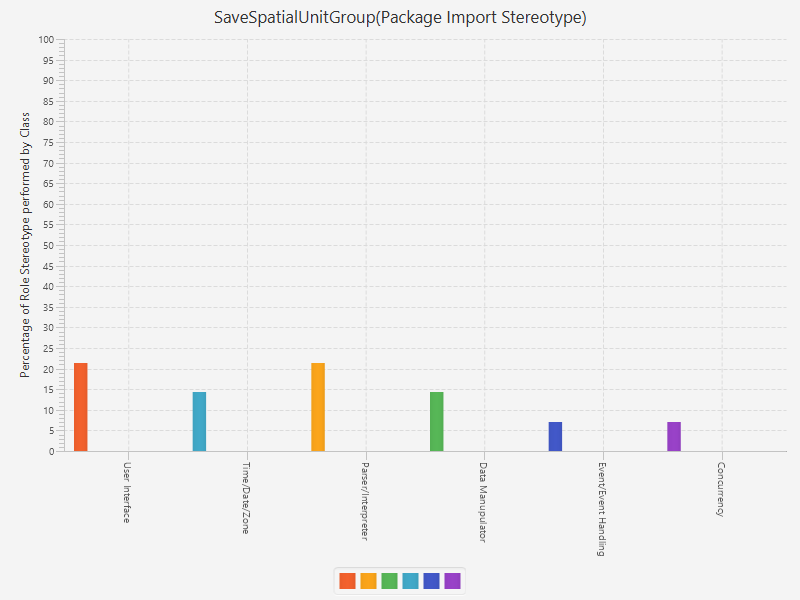 SaveSpatialUnitGroup(Package Import Stereotype)
Percentage of Role Stereotype performed by Class
100
95
90
85
80
75
70
65
60
55
50
45
40
35
30
25
20
15
10
5
0
User Interface
Time/Date/Zone
Parser/Interpreter
Data Manupulator
Event/Event Handling
Concurrency